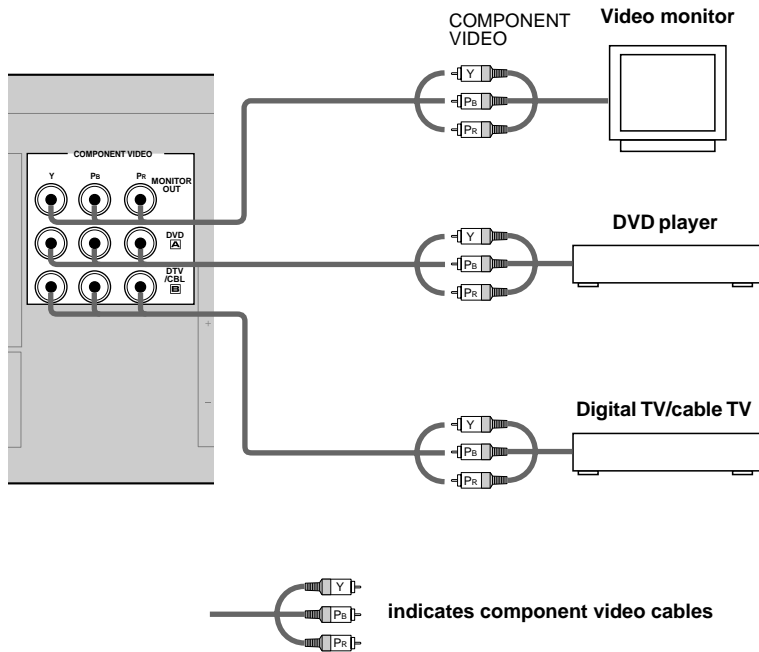 COMPONENT
VIDEO
Video monitor
Y
PB
PR
COMPONENT VIDEO
Y PB PR
MONITOR
OUT
DVD
A
DTV
/CBL
B
+
–
DVD player
Y
PB
PR
Digital TV/cable TV
Y
PB
PR
Y
PB
PR
indicates component video cables